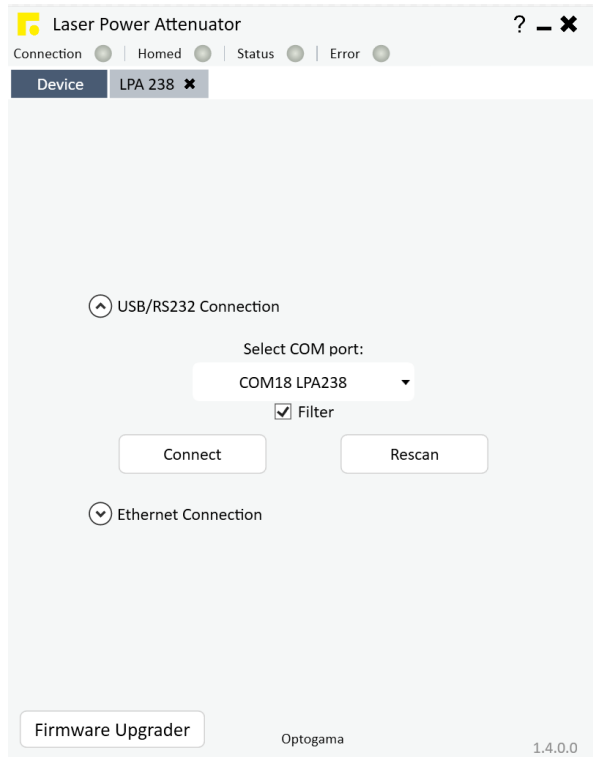 Laser Power Attenuator
?
Connection | Homed | Status | Error
Device LPA 238
USB/RS232 Connection
Select COM port:
COM18 LPA238
Filter
Connect Rescan
Ethernet Connection
Firmware Upgrader
Optogama
1.4.0.0